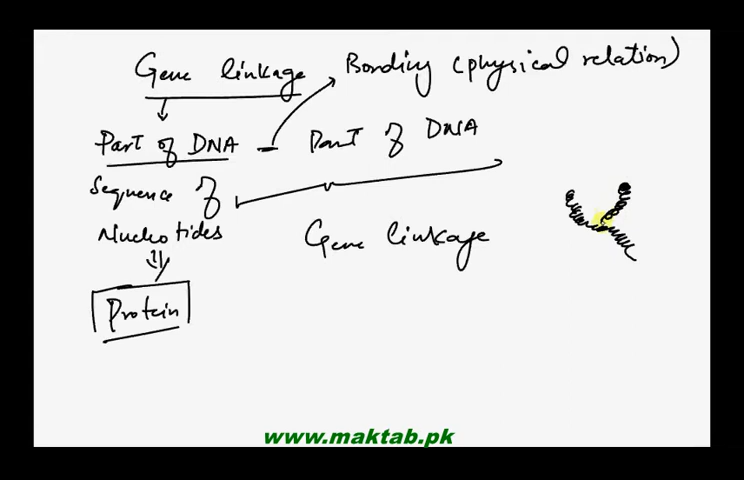 Gene linkage
Bonding (physical relation)
Part of DNA – Part of DNA
Sequence of
Nucleotides
Gene linkage
Protein
www.maktab.pk